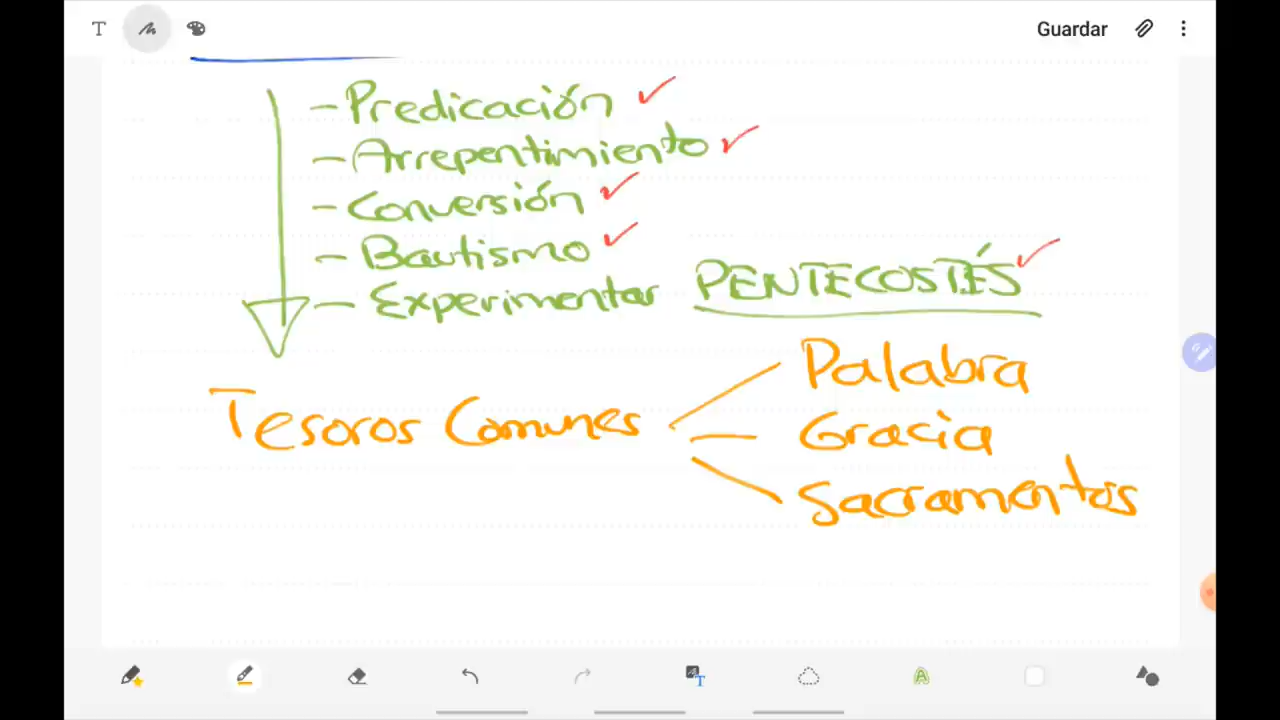 T
Guardar
- Predicación ✓
- Arrepentimiento ✓
- Conversión ✓
- Bautismo ✓
- Experimentar PENTECOSTÉS ✓
Tesoros Comunes
Palabra
Gracia
Sacramentos
T
A